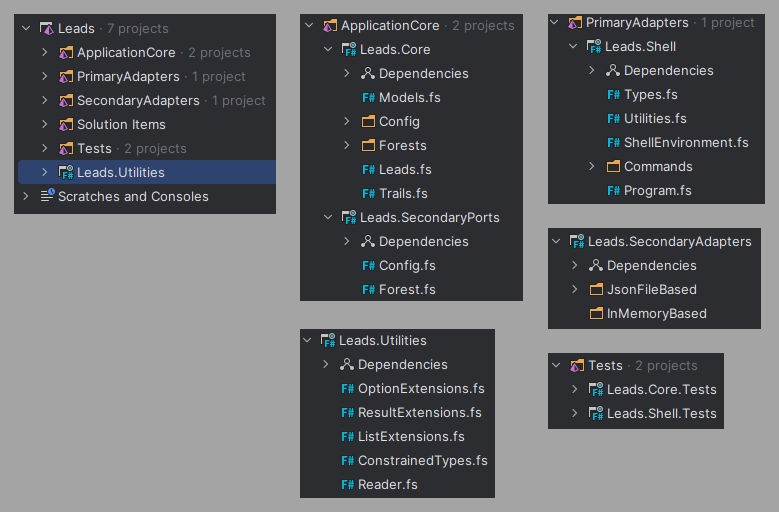 Leads · 7 projects
ApplicationCore · 2 projects
PrimaryAdapters · 1 project
SecondaryAdapters · 1 project
Solution Items
Tests · 2 projects
F# Leads.Utilities
Scratches and Consoles
ApplicationCore · 2 projects
F# Leads.Core
Dependencies
F# Models.fs
Config
Forests
F# Leads.fs
F# Trails.fs
F# Leads.SecondaryPorts
Dependencies
F# Config.fs
F# Forest.fs
F# Leads.Utilities
Dependencies
F# OptionExtensions.fs
F# ResultExtensions.fs
F# ListExtensions.fs
F# ConstrainedTypes.fs
F# Reader.fs
PrimaryAdapters · 1 project
F# Leads.Shell
Dependencies
F# Types.fs
F# Utilities.fs
F# ShellEnvironment.fs
Commands
F# Program.fs
F# Leads.SecondaryAdapters
Dependencies
JsonFileBased
InMemoryBased
Tests · 2 projects
F# Leads.Core.Tests
F# Leads.Shell.Tests